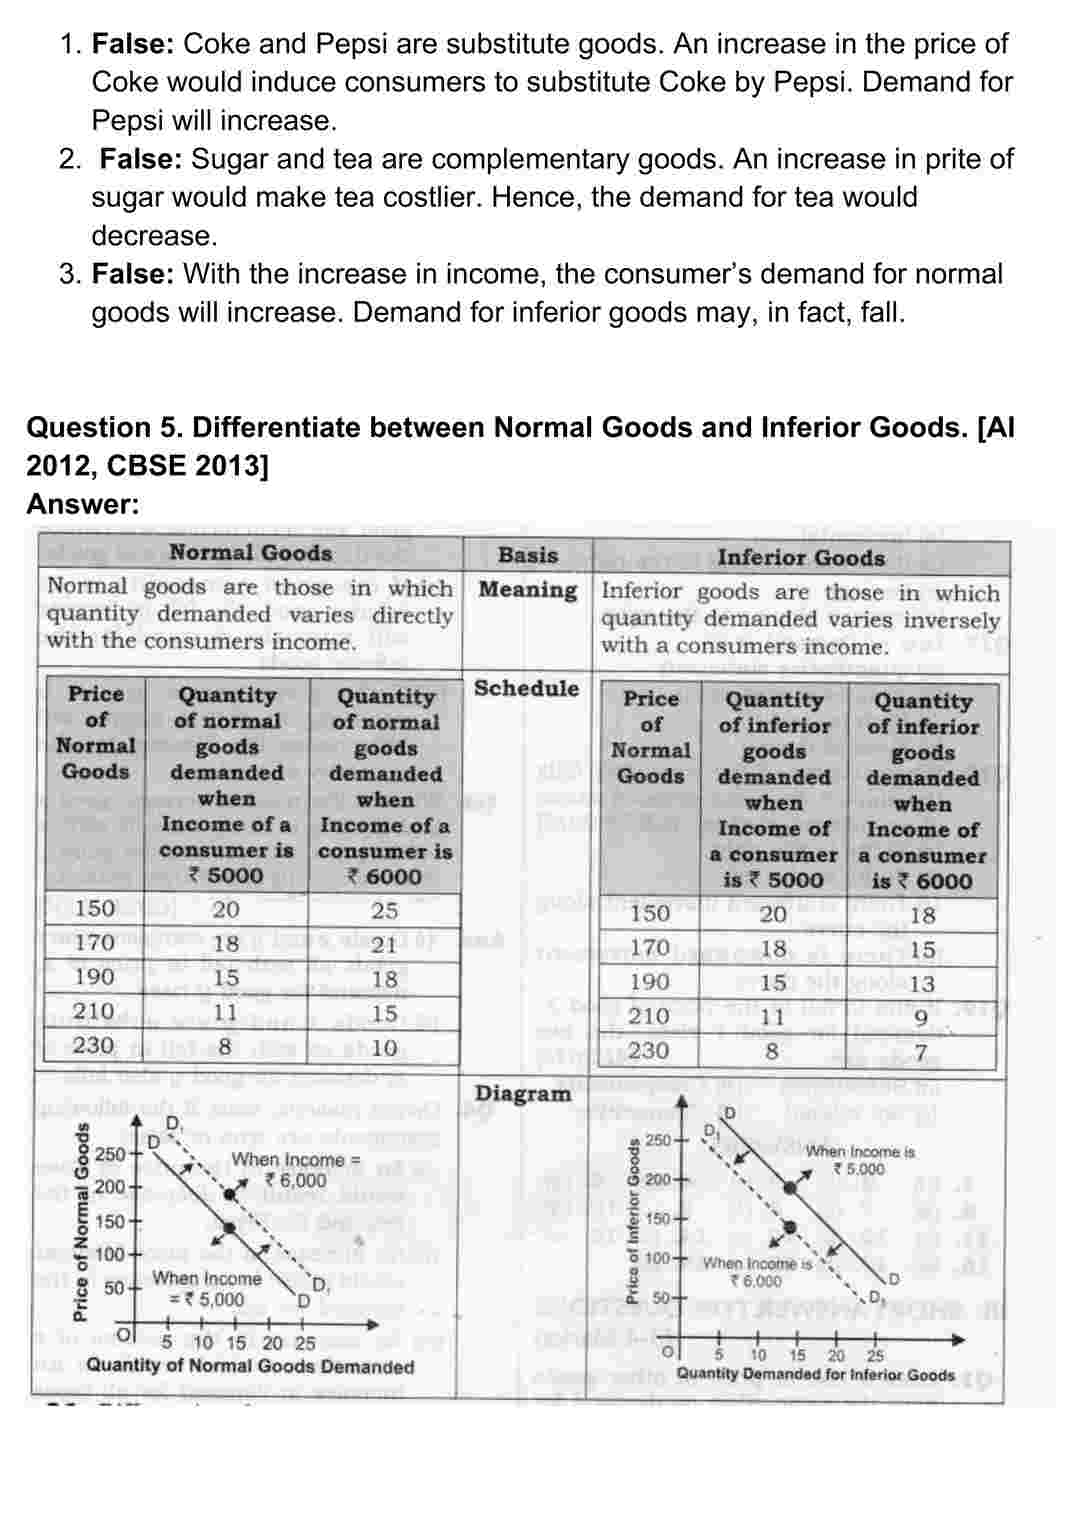 1. False: Coke and Pepsi are substitute goods. An increase in the price of
Coke would induce consumers to substitute Coke by Pepsi. Demand for
Pepsi will increase.
2. False: Sugar and tea are complementary goods. An increase in prite of
sugar would make tea costlier. Hence, the demand for tea would
decrease.
3. False: With the increase in income, the consumer’s demand for normal
goods will increase. Demand for inferior goods may, in fact, fall.
Question 5. Differentiate between Normal Goods and Inferior Goods. [AI
2012, CBSE 2013]
Answer:
Normal Goods Basis Inferior Goods
Normal goods are those in which Meaning Inferior goods are those in which
quantity demanded varies directly quantity demanded varies inversely
with the consumers income. with a consumers income.
Schedule
Price Quantity Quantity
of of normal of normal
Normal goods goods
Goods demanded demanded
when when
Income of a Income of a
consumer is consumer is
₹ 5000 ₹ 6000
150 20 25
170 18 21
190 15 18
210 11 15
230 8 10
Price Quantity Quantity
of of inferior of inferior
Normal goods goods
Goods demanded demanded
when when
Income of Income of
a consumer a consumer
is ₹ 5000 is ₹ 6000
150 20 18
170 18 15
190 15 13
210 11 9
230 8 7
Diagram
Price of Normal Goods
D D₁
250
200
150
100
50
When Income =
₹ 6,000
When Income
= ₹ 5,000
D₁
D
O 5 10 15 20 25
Quantity of Normal Goods Demanded
Price of Inferior Goods
D
D₁
250
200
150
100
50
When Income is
₹ 5,000
When Income is
₹ 6,000
D
D₁
O 5 10 15 20 25
Quantity Demanded for Inferior Goods